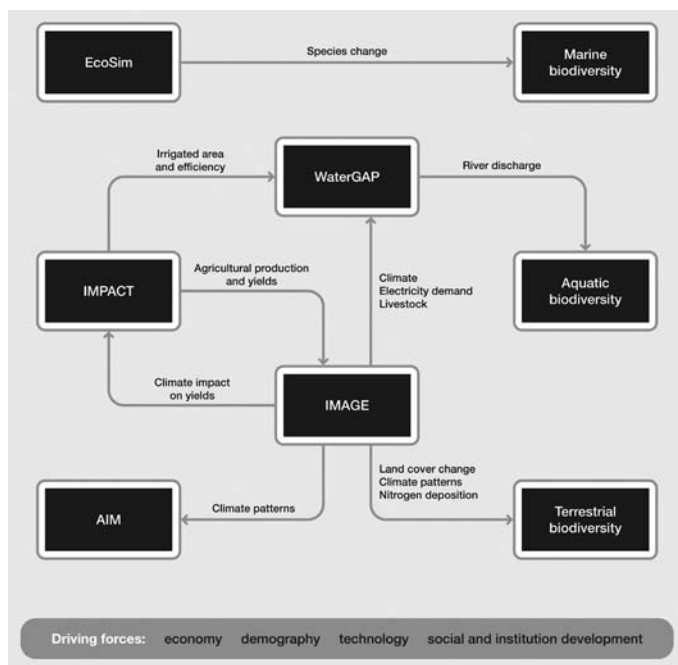 EcoSim
Species change
Marine
biodiversity
Irrigated area
and efficiency
WaterGAP
River discharge
IMPACT
Agricultural production
and yields
Climate
Electricity demand
Livestock
Aquatic
biodiversity
Climate impact
on yields
IMAGE
Land cover change
Climate patterns
Nitrogen deposition
AIM
Climate patterns
Terrestrial
biodiversity
Driving forces: economy demography technology social and institution development